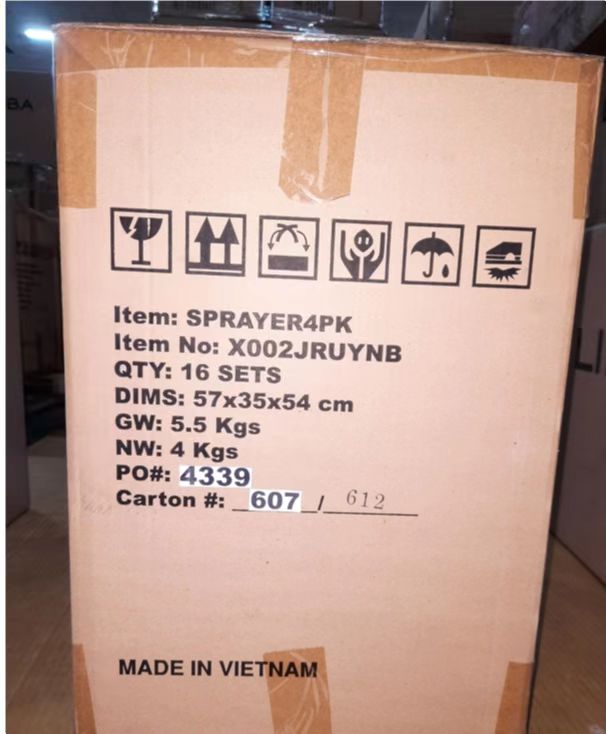 BA
Item: SPRAYER4PK
Item No: X002JRUYNB
QTY: 16 SETS
DIMS: 57x35x54 cm
GW: 5.5 Kgs
NW: 4 Kgs
PO#: 4339
Carton #: 607 / 612
MADE IN VIETNAM